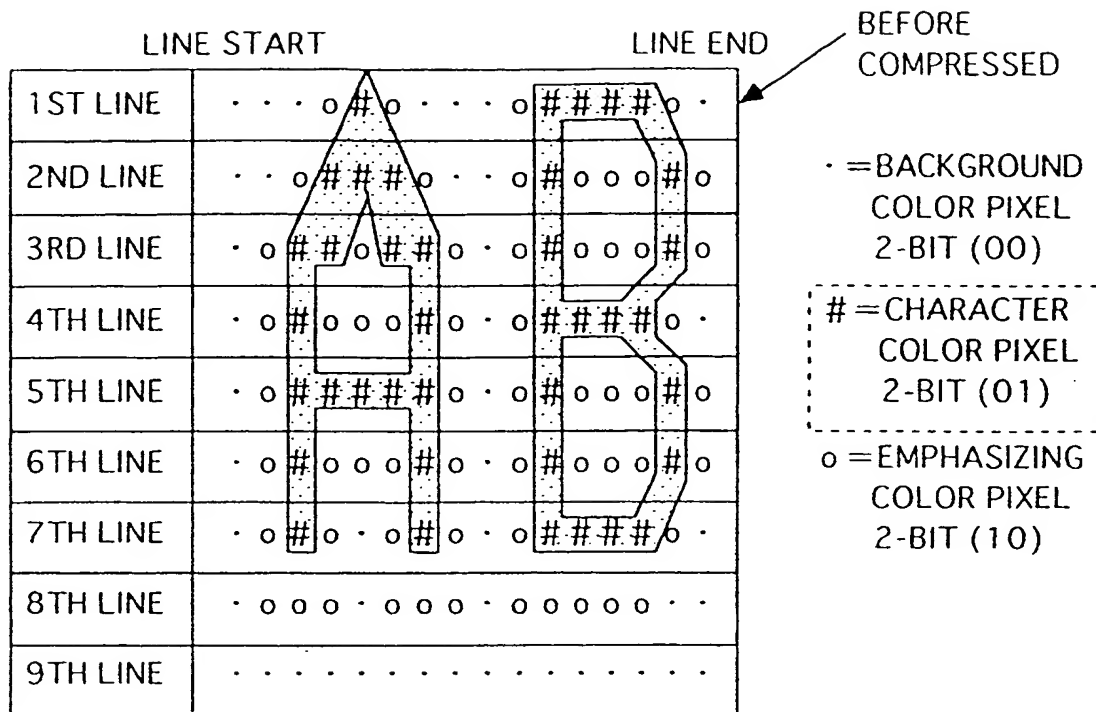 LINE START
LINE END
BEFORE
COMPRESSED
1ST LINE · · · o # o · · · o # # # # o ·
2ND LINE · · o # # # o · · o # o o o # o
3RD LINE · o # # o # # o · o # o o o # o
4TH LINE · o # o o o # o · o # # # # o ·
5TH LINE · o # # # # # o · o # o o o # o
6TH LINE · o # o o o # o · o # o o o # o
7TH LINE · o # o · o # o · o # # # # o ·
8TH LINE · o o o · o o o · o o o o o · ·
9TH LINE · · · · · · · · · · · · · · · ·
· =BACKGROUND
COLOR PIXEL
2-BIT (00)
# =CHARACTER
COLOR PIXEL
2-BIT (01)
o =EMPHASIZING
COLOR PIXEL
2-BIT (10)